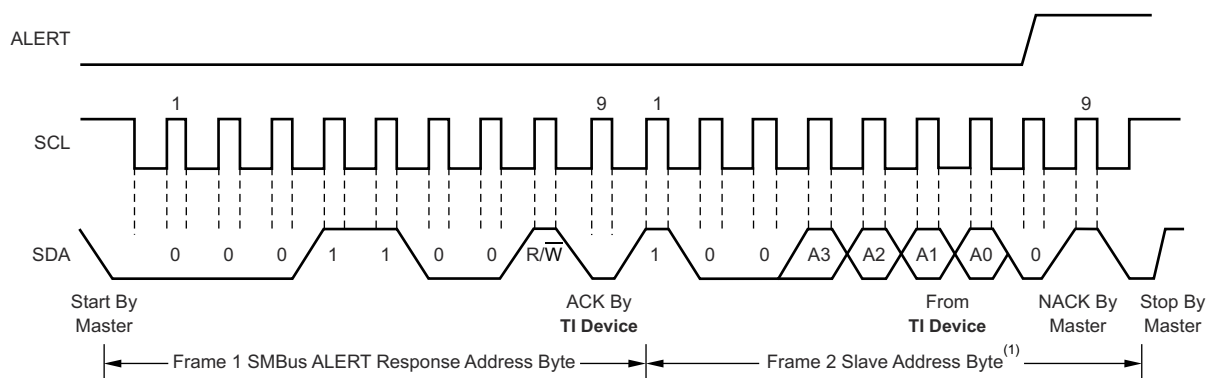 ALERT
1 9 1 9
SCL
SDA 0 0 0 1 1 0 0 R/W̅ 1 0 0 A3 A2 A1 A0 0
Start By
Master
ACK By
TI Device
From
TI Device
NACK By
Master
Stop By
Master
Frame 1 SMBus ALERT Response Address Byte
Frame 2 Slave Address Byte(1)